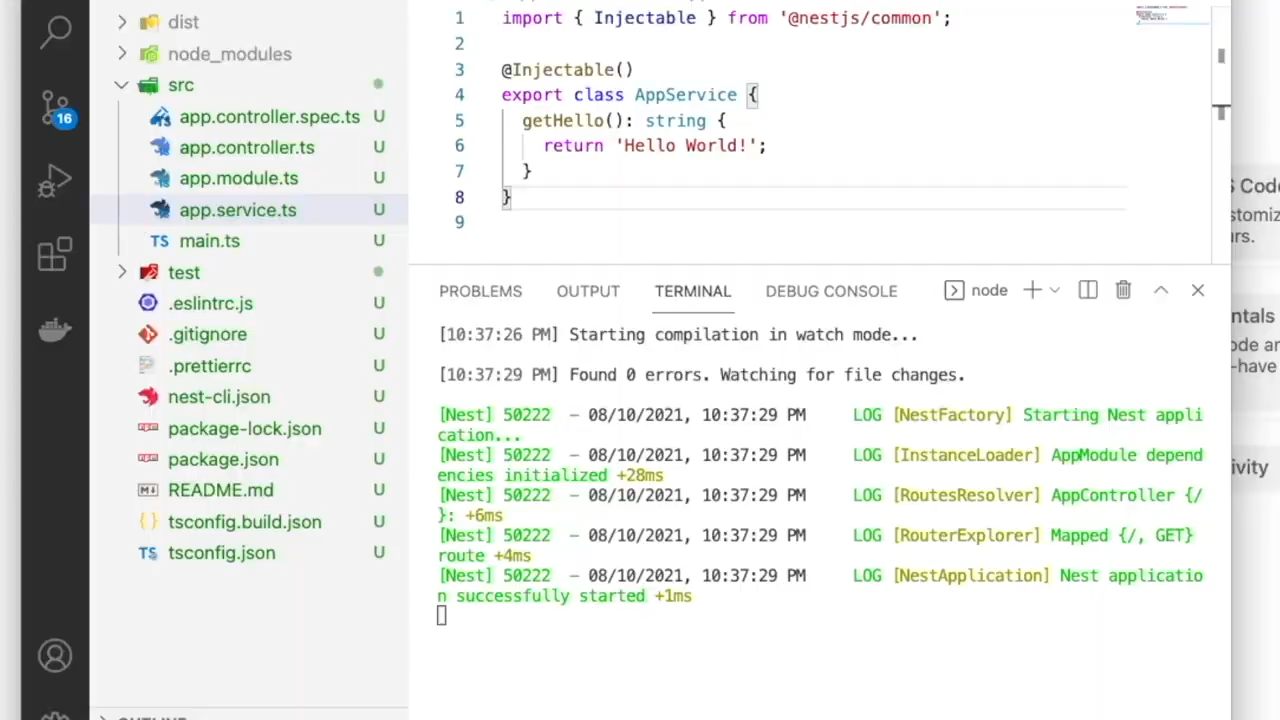 dist
node_modules
src
app.controller.spec.ts U
app.controller.ts U
app.module.ts U
app.service.ts U
TS main.ts U
test
.eslintrc.js U
.gitignore U
.prettierrc U
nest-cli.json U
package-lock.json U
package.json U
README.md U
tsconfig.build.json U
TS tsconfig.json U
OUTLINE
16
1 import { Injectable } from '@nestjs/common';
2
3 @Injectable()
4 export class AppService {
5 getHello(): string {
6 return 'Hello World!';
7 }
8 }
9
PROBLEMS OUTPUT TERMINAL DEBUG CONSOLE node
[10:37:26 PM] Starting compilation in watch mode...
[10:37:29 PM] Found 0 errors. Watching for file changes.
[Nest] 50222 – 08/10/2021, 10:37:29 PM LOG [NestFactory] Starting Nest appli
cation...
[Nest] 50222 – 08/10/2021, 10:37:29 PM LOG [InstanceLoader] AppModule depend
encies initialized +28ms
[Nest] 50222 – 08/10/2021, 10:37:29 PM LOG [RoutesResolver] AppController {/
}: +6ms
[Nest] 50222 – 08/10/2021, 10:37:29 PM LOG [RouterExplorer] Mapped {/, GET}
route +4ms
[Nest] 50222 – 08/10/2021, 10:37:29 PM LOG [NestApplication] Nest applicatio
n successfully started +1ms